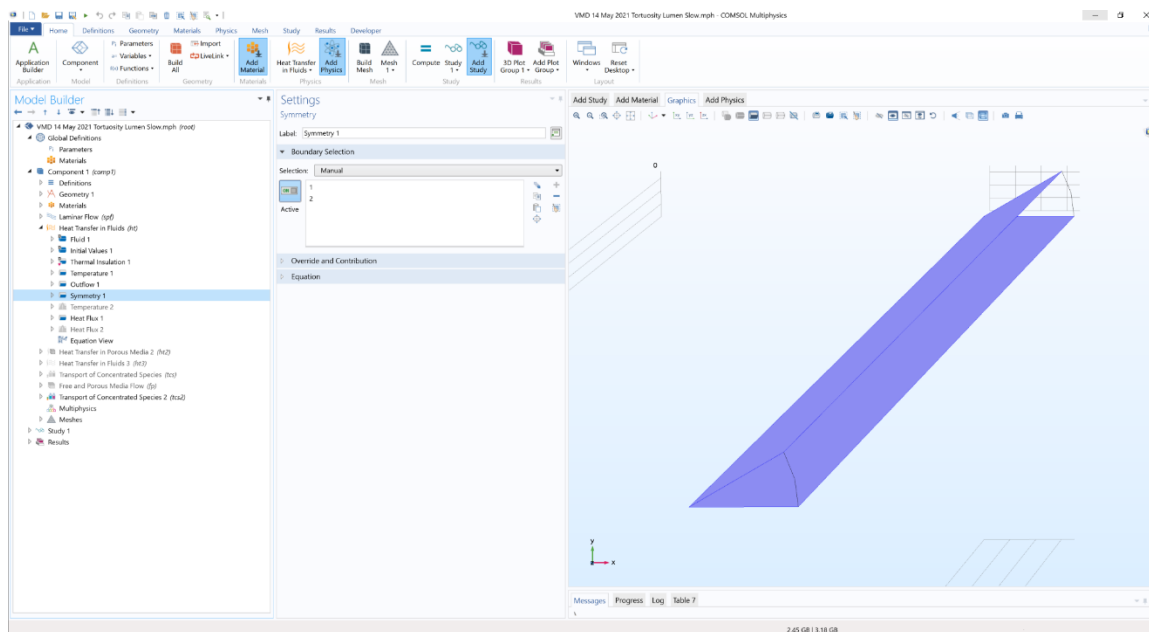 VMD 14 May 2021 Tortuosity Lumen Slow.mph - COMSOL Multiphysics
File Home Definitions Geometry Materials Physics Mesh Study Results Developer
Application Builder
Component
Pi Parameters
Variables
Functions
Build All
Import
LiveLink
Add Material
Heat Transfer in Fluids
Add Physics
Build Mesh
Mesh 1
Compute
Study 1
Add Study
3D Plot Group 1
Add Plot Group
Windows
Reset Desktop
Application Model Definitions Geometry Materials Physics Mesh Study Results Layout
Model Builder
VMD 14 May 2021 Tortuosity Lumen Slow.mph (root)
Global Definitions
Pi Parameters
Materials
Component 1 (comp1)
Definitions
Geometry 1
Materials
Laminar Flow (spf)
Heat Transfer in Fluids (ht)
Fluid 1
Initial Values 1
Thermal Insulation 1
Temperature 1
Outflow 1
Symmetry 1
Temperature 2
Heat Flux 1
Heat Flux 2
Equation View
Heat Transfer in Porous Media 2 (ht2)
Heat Transfer in Fluids 3 (ht3)
Transport of Concentrated Species (tcs)
Free and Porous Media Flow (fp)
Transport of Concentrated Species 2 (tcs2)
Multiphysics
Meshes
Study 1
Results
Settings
Symmetry
Label: Symmetry 1
Boundary Selection
Selection: Manual
1
2
Active
Override and Contribution
Equation
Add Study Add Material Graphics Add Physics
0
y
x
Messages Progress Log Table 7
2.45 GB | 3.18 GB